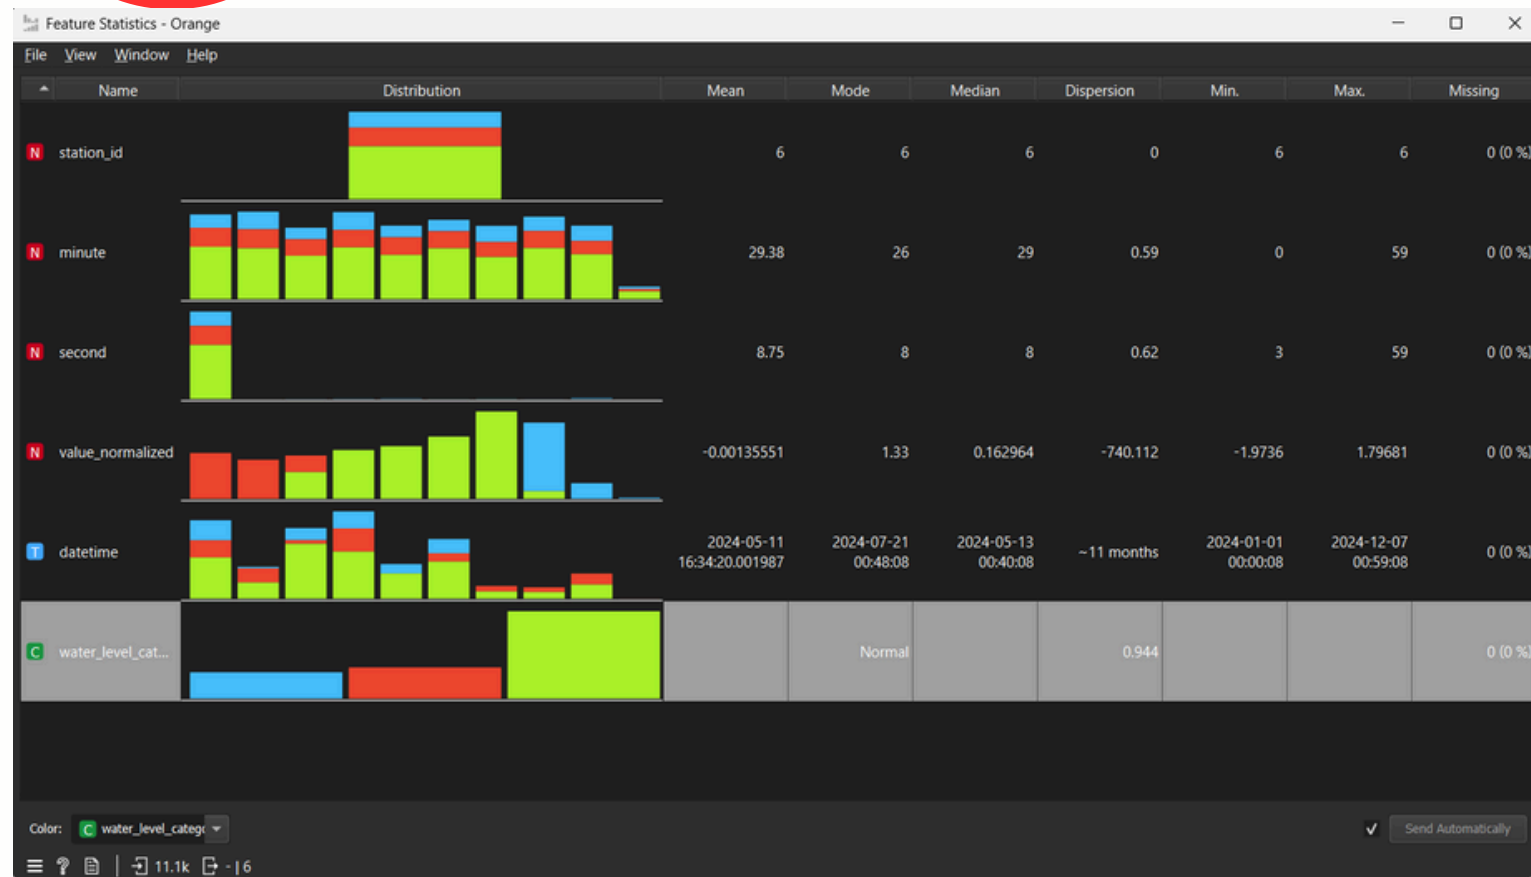 Feature Statistics - Orange
File View Window Help
Name Distribution Mean Mode Median Dispersion Min. Max. Missing
N station_id 6 6 6 0 6 6 0 (0 %)
N minute 29.38 26 29 0.59 0 59 0 (0 %)
N second 8.75 8 8 0.62 3 59 0 (0 %)
N value_normalized -0.00135551 1.33 0.162964 -740.112 -1.9736 1.79681 0 (0 %)
T datetime 2024-05-11 16:34:20.001987 2024-07-21 00:48:08 2024-05-13 00:40:08 ~11 months 2024-01-01 00:00:08 2024-12-07 00:59:08 0 (0 %)
C water_level_cat... Normal 0.944 0 (0 %)
Color: C water_level_catego Send Automatically
? 11.1k - | 6